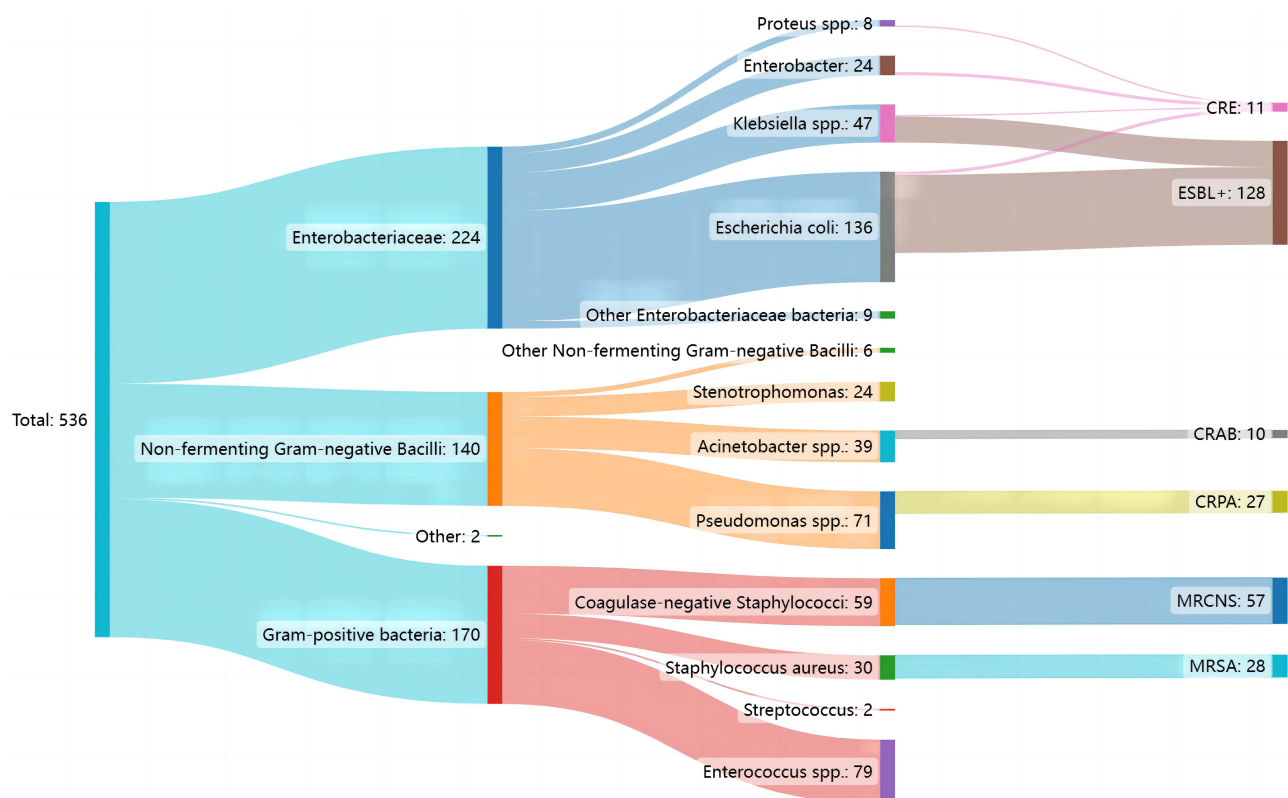 Total: 536
Enterobacteriaceae: 224
Non-fermenting Gram-negative Bacilli: 140
Other: 2
Gram-positive bacteria: 170
Proteus spp.: 8
Enterobacter: 24
Klebsiella spp.: 47
Escherichia coli: 136
Other Enterobacteriaceae bacteria: 9
Other Non-fermenting Gram-negative Bacilli: 6
Stenotrophomonas: 24
Acinetobacter spp.: 39
Pseudomonas spp.: 71
Coagulase-negative Staphylococci: 59
Staphylococcus aureus: 30
Streptococcus: 2
Enterococcus spp.: 79
CRE: 11
ESBL+: 128
CRAB: 10
CRPA: 27
MRCNS: 57
MRSA: 28